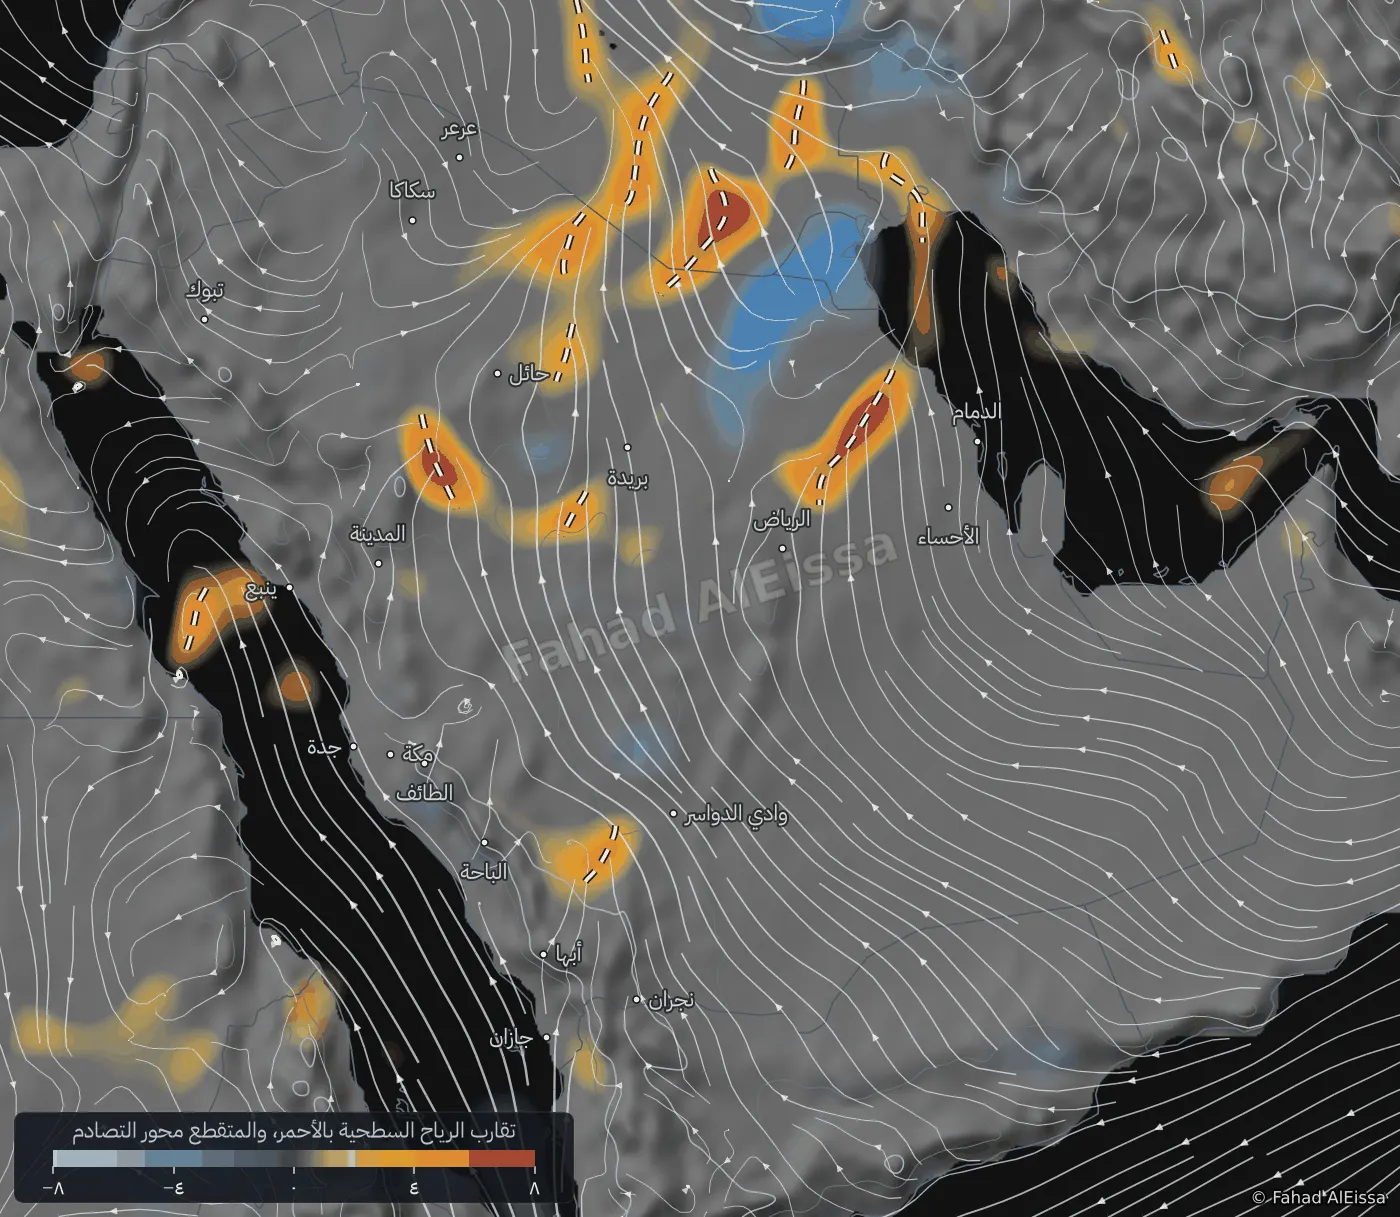 عرعر
سكاكا
تبوك
حائل
الدمام
بريدة
الرياض
الأحساء
المدينة
ينبع
Fahad AlEissa
جدة
مكة
الطائف
وادي الدواسر
الباحة
أبها
نجران
جازان
تقارب الرياح السطحية بالأحمر، والمتقطع محور التصادم
−٨ −٤ ٠ ٤ ٨
© Fahad AlEissa